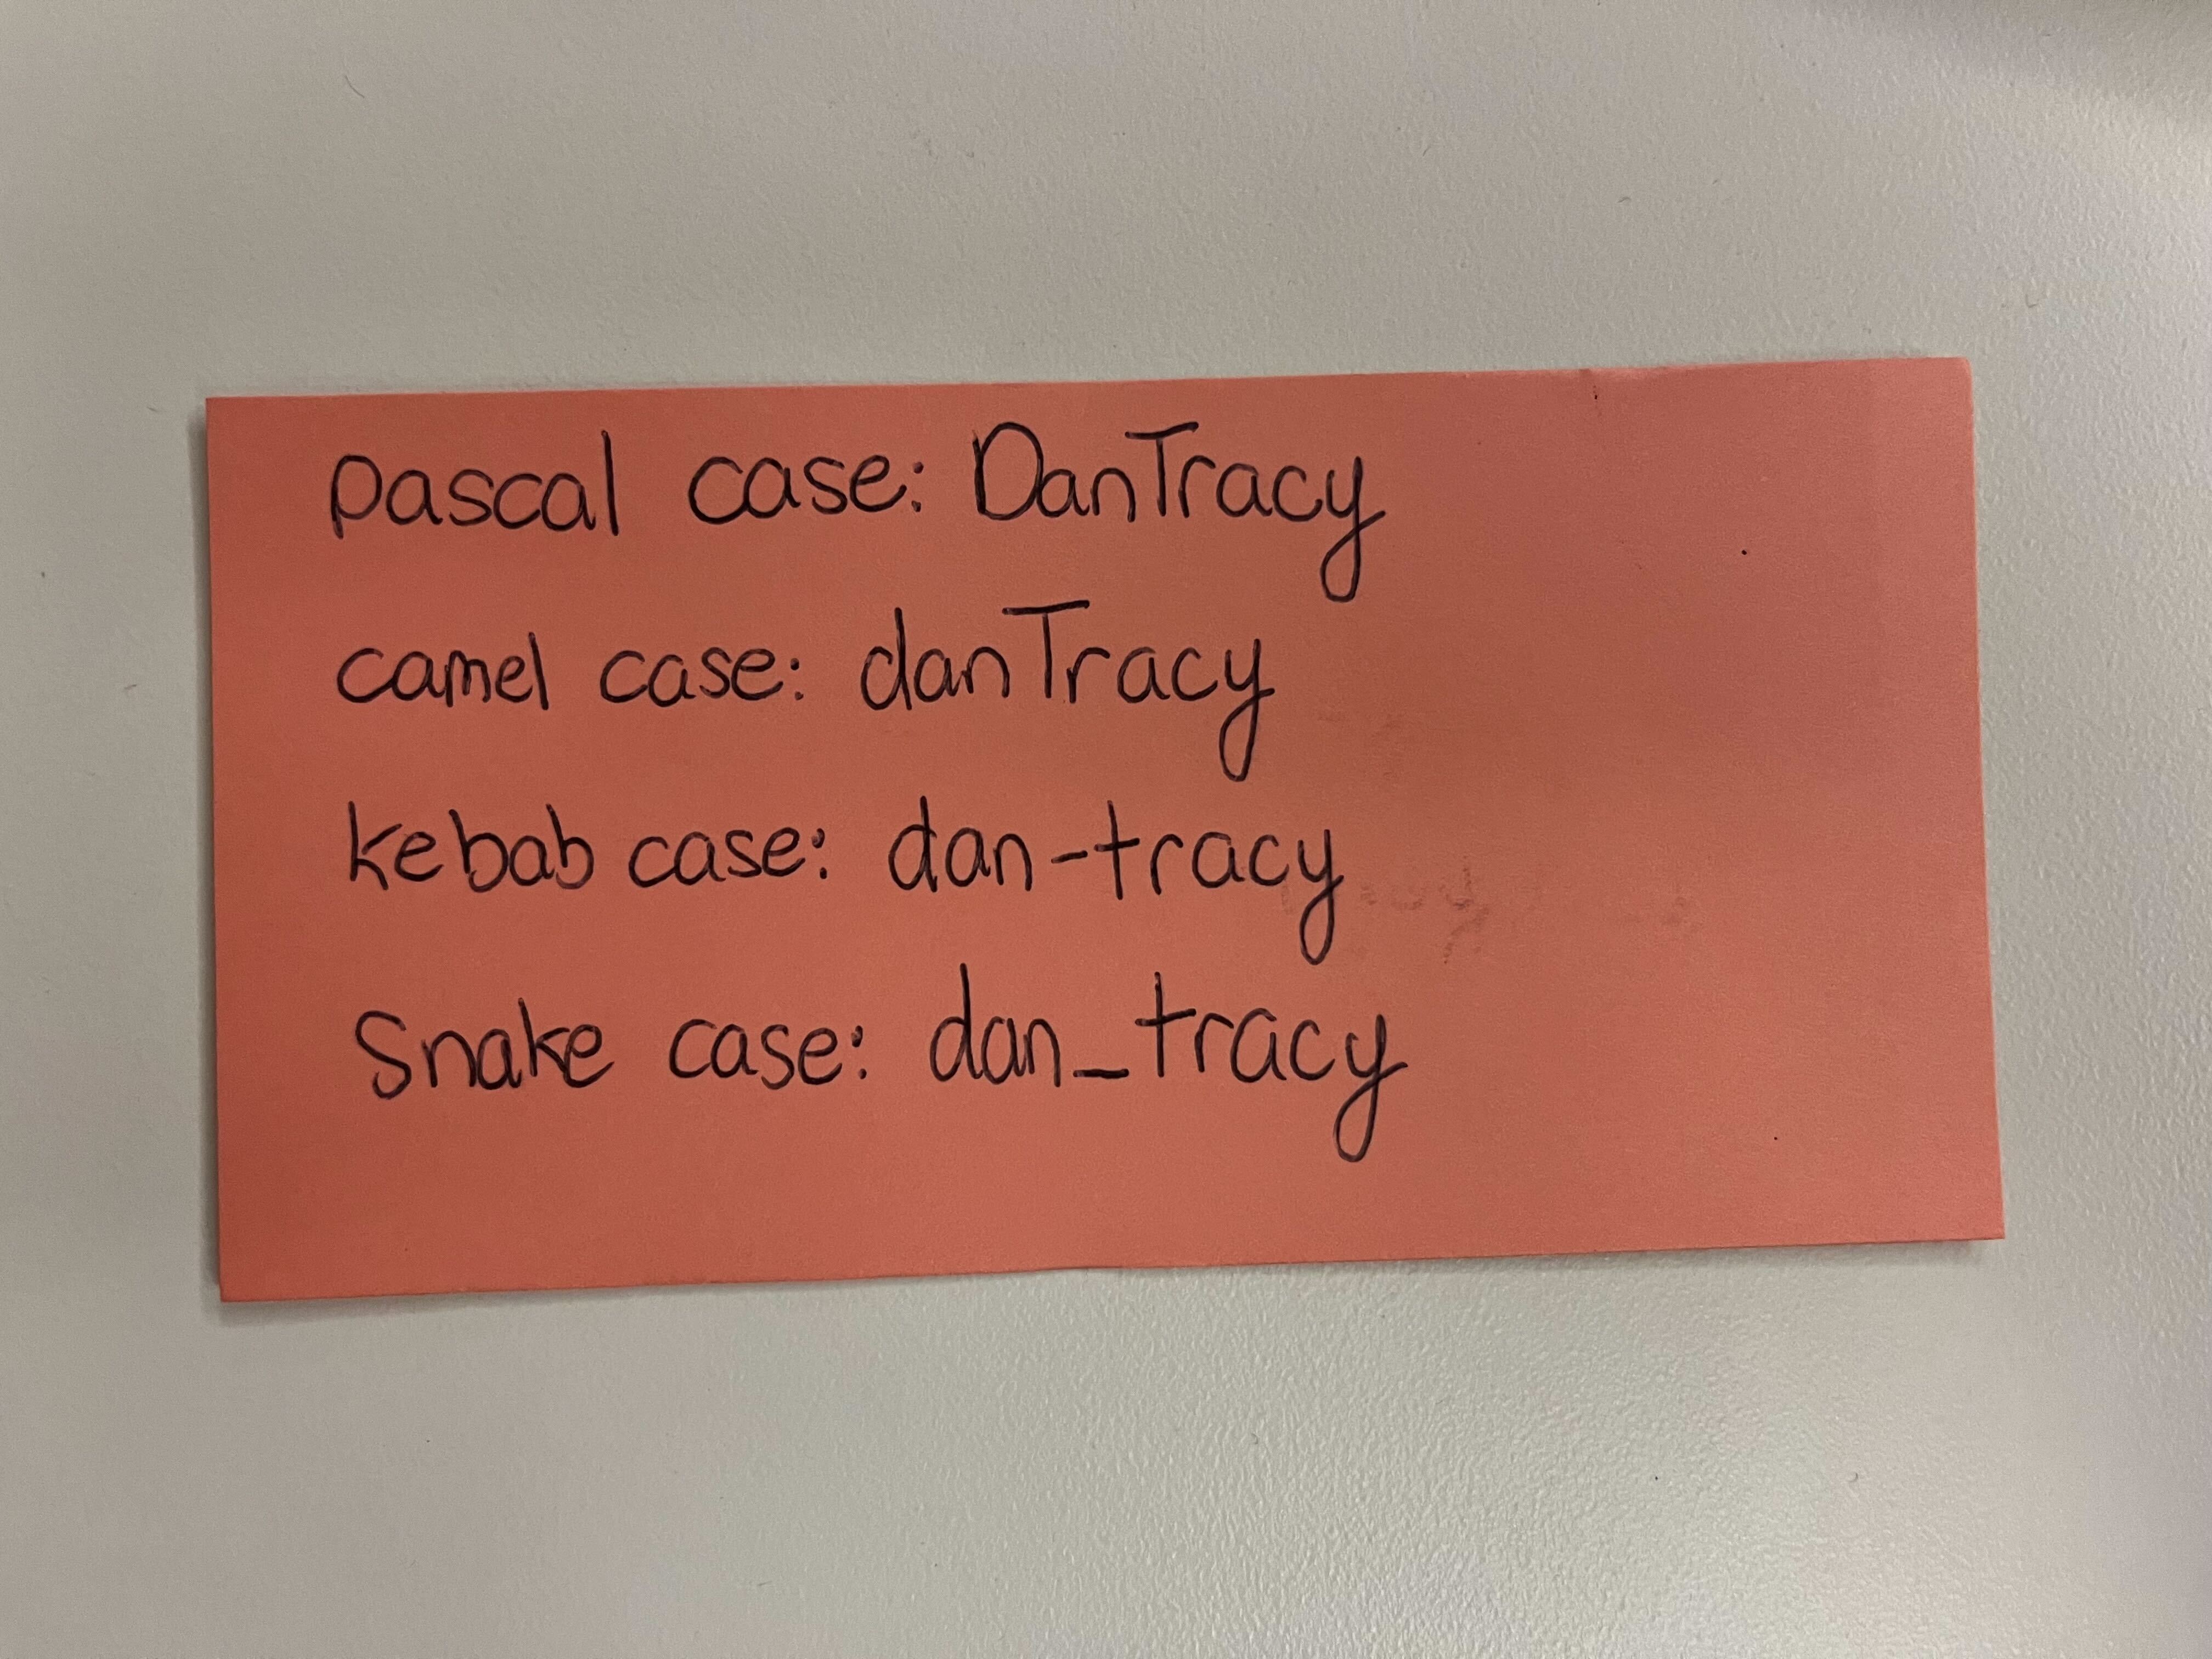 pascal case: DanTracy
camel case: danTracy
kebab case: dan-tracy
Snake case: dan_tracy